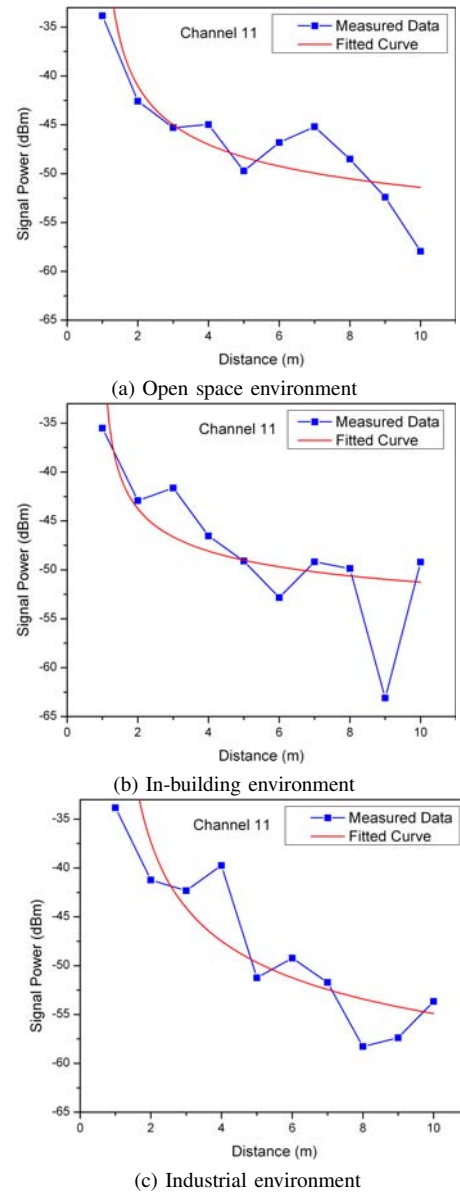 Channel 11
Measured Data
Fitted Curve
Signal Power (dBm)
-35
-40
-45
-50
-55
-60
-65
0 2 4 6 8 10
Distance (m)
(a) Open space environment
Channel 11
Measured Data
Fitted Curve
Signal Power (dBm)
-35
-40
-45
-50
-55
-60
-65
0 2 4 6 8 10
Distance (m)
(b) In-building environment
Channel 11
Measured Data
Fitted Curve
Signal Power (dBm)
-35
-40
-45
-50
-55
-60
-65
0 2 4 6 8 10
Distance (m)
(c) Industrial environment